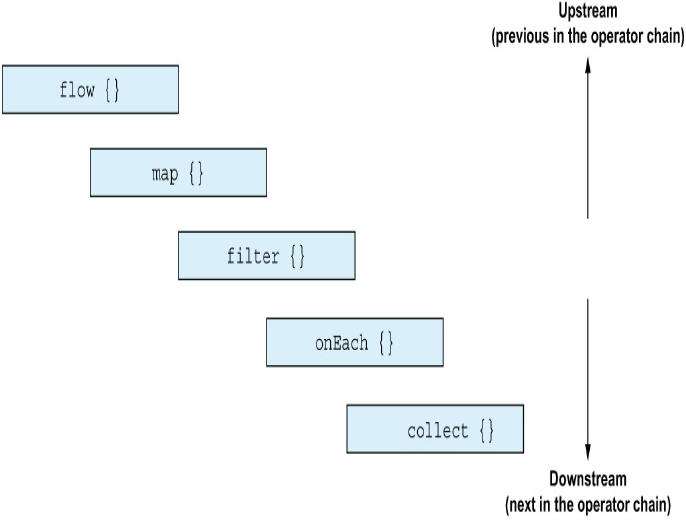 Upstream
(previous in the operator chain)
flow {}
map {}
filter {}
onEach {}
collect {}
Downstream
(next in the operator chain)